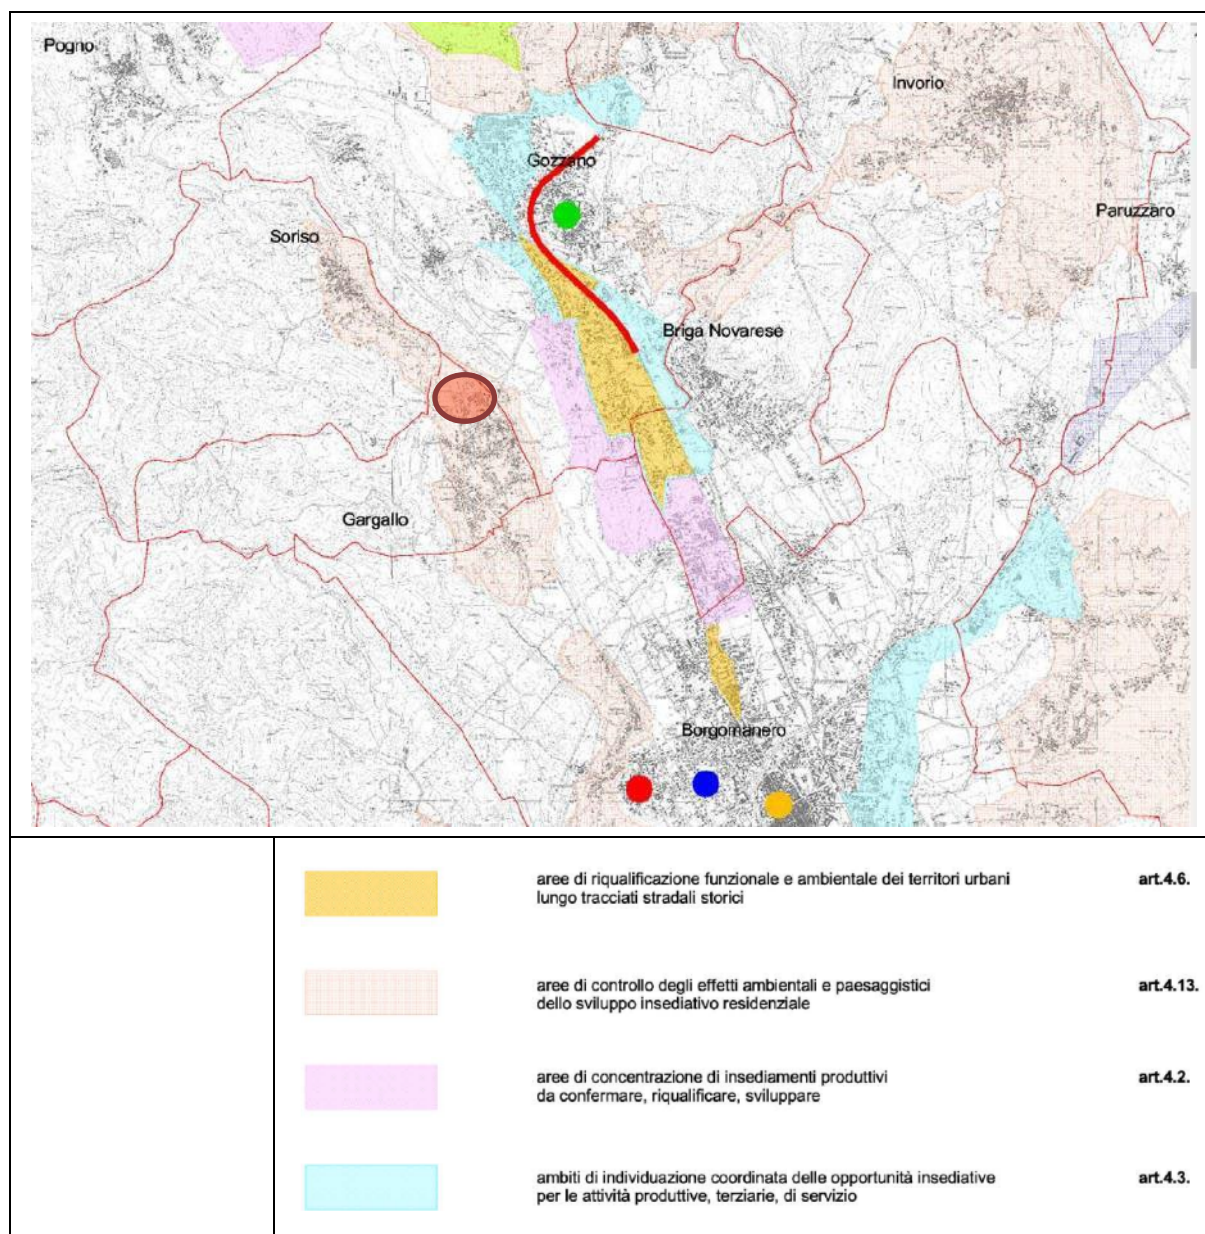 Pogno
Invorio
Gozzano
Paruzzaro
Soriso
Briga Novarese
Gargallo
Borgomanero
aree di riqualificazione funzionale e ambientale dei territori urbani
lungo tracciati stradali storici
art.4.6.
aree di controllo degli effetti ambientali e paesaggistici
dello sviluppo insediativo residenziale
art.4.13.
aree di concentrazione di insediamenti produttivi
da confermare, riqualificare, sviluppare
art.4.2.
ambiti di individuazione coordinata delle opportunità insediative
per le attività produttive, terziarie, di servizio
art.4.3.